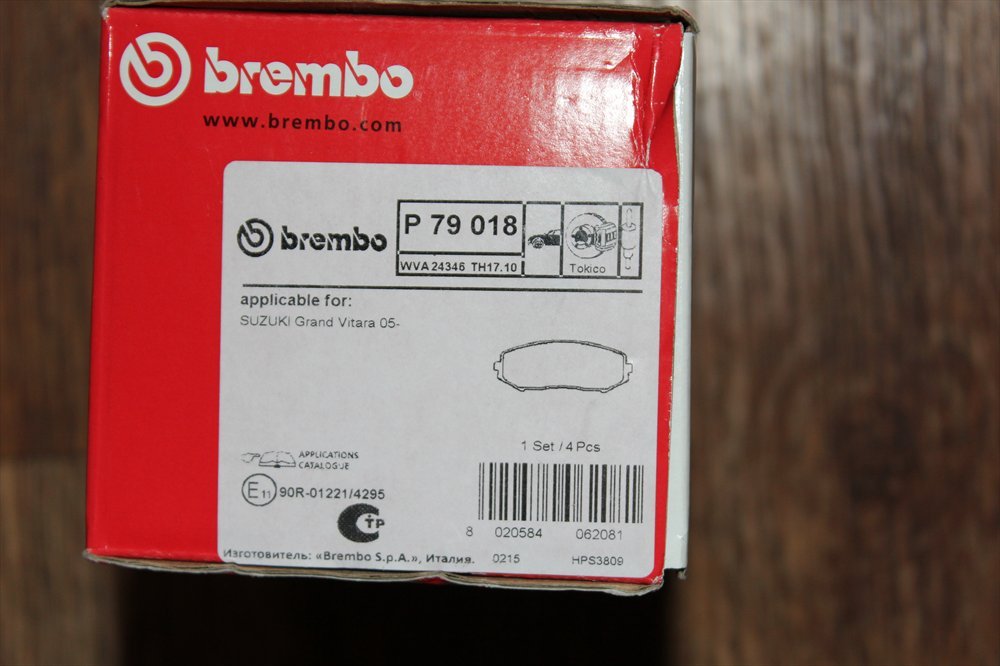 brembo
www.brembo.com
brembo
P 79 018
WVA 24346 TH17.10
Tokico
applicable for:
SUZUKI Grand Vitara 05-
1 Set / 4 Pcs
APPLICATIONS
CATALOGUE
E11 90R-01221/4295
СТР
8 020584 062081
Изготовитель: «Brembo S.p.A.», Италия. 0215 HPS3809